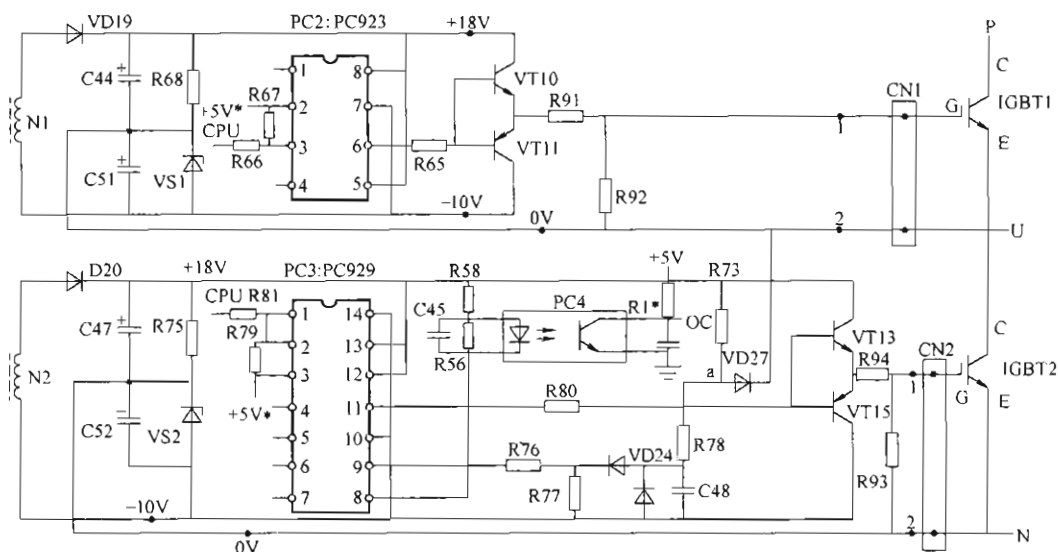 VD19
PC2:PC923
+18V
P
C44
R68
1
8
VT10
C
CN1
IGBT1
N1
+5V*
R67
2
7
R91
G
CPU
1
E
3
6
VT11
R66
R65
C51
VS1
4
5
R92
-10V
0V
2
U
D20
+18V
PC3:PC929
R58
+5V
R73
CPU R81
C45
PC4
R1*
C47
R75
1
14
OC
VT13
C
R79
2
13
R56
VD27
R94
CN2
IGBT2
N2
3
12
a
1
G
+5V*
R80
VT15
E
4
11
C52
VS2
5
10
R76
VD24
R78
6
9
R77
C48
R93
7
8
-10V
2
N
0V